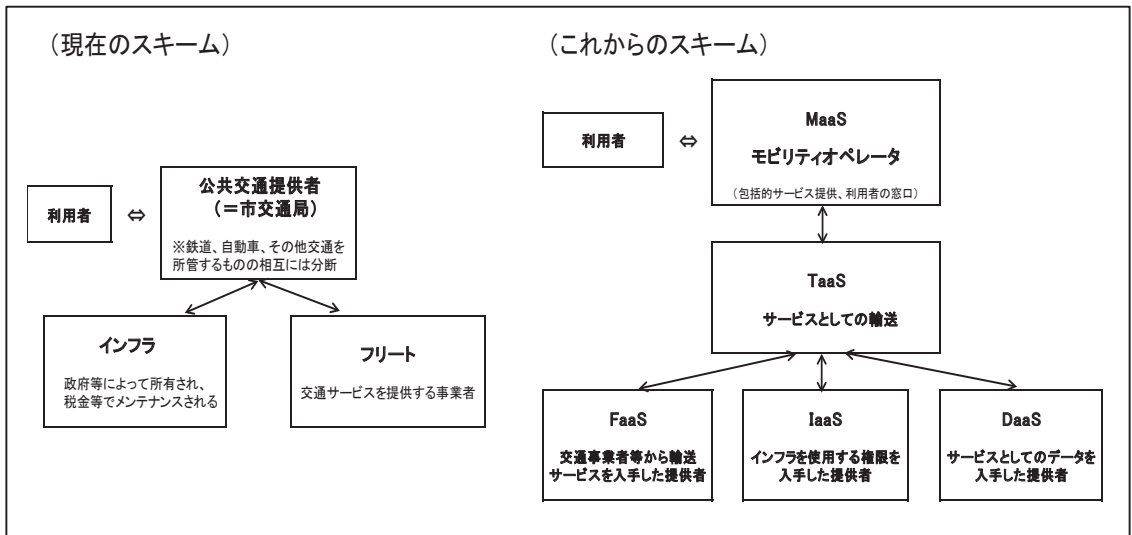 （現在のスキーム）
利用者
⇔
公共交通提供者
（＝市交通局）
※鉄道、自動車、その他交通を
所管するものの相互には分断
インフラ
政府等によって所有され、
税金等でメンテナンスされる
フリート
交通サービスを提供する事業者
（これからのスキーム）
利用者
⇔
MaaS
モビリティオペレータ
（包括的サービス提供、利用者の窓口）
TaaS
サービスとしての輸送
FaaS
交通事業者等から輸送
サービスを入手した提供者
IaaS
インフラを使用する権限を
入手した提供者
DaaS
サービスとしてのデータを
入手した提供者